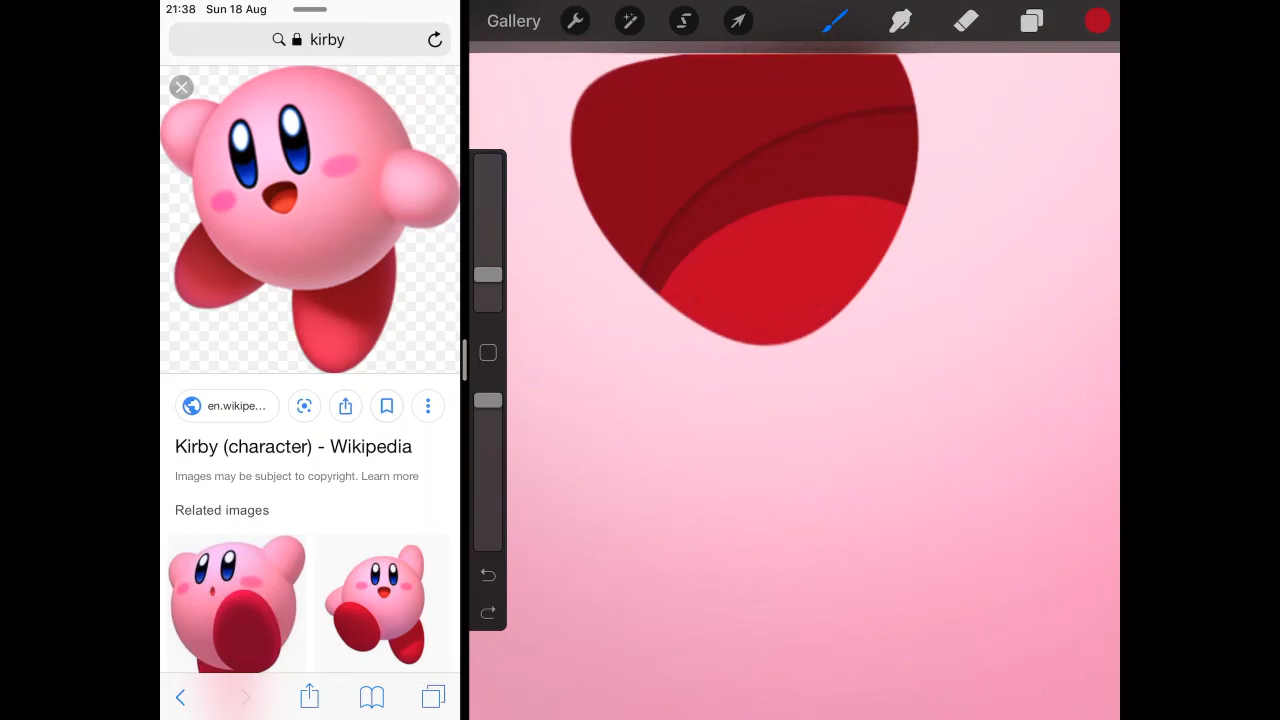 21:38 Sun 18 Aug
kirby
Gallery
en.wikipe...
Kirby (character) - Wikipedia
Images may be subject to copyright. Learn more
Related images